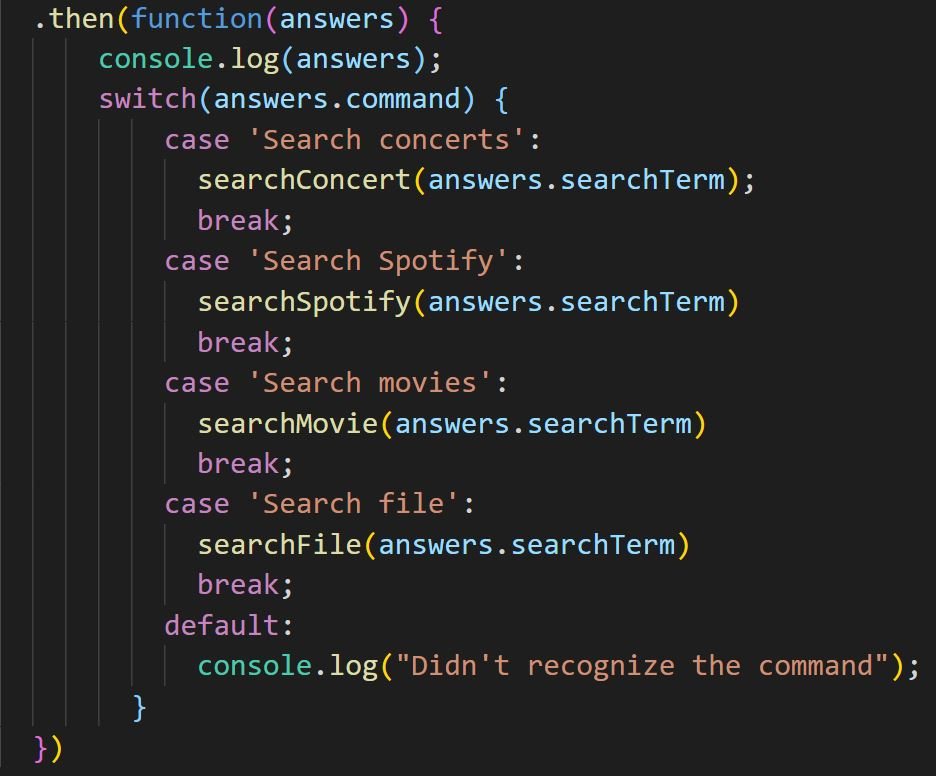 .then(function(answers) {
console.log(answers);
switch(answers.command) {
case 'Search concerts':
searchConcert(answers.searchTerm);
break;
case 'Search Spotify':
searchSpotify(answers.searchTerm)
break;
case 'Search movies':
searchMovie(answers.searchTerm)
break;
case 'Search file':
searchFile(answers.searchTerm)
break;
default:
console.log("Didn't recognize the command");
}
})